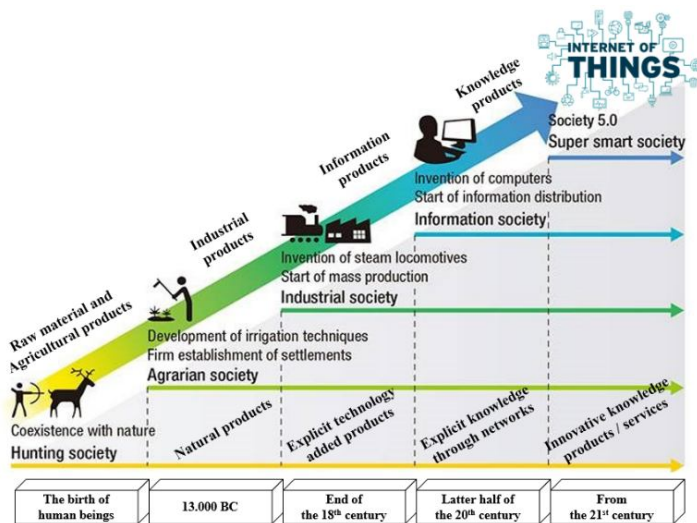 INTERNET OF
THINGS
Knowledge
products
Society 5.0
Super smart society
Information
products
Invention of computers
Start of information distribution
Information society
Industrial
products
Invention of steam locomotives
Start of mass production
Industrial society
Raw material and
Agricultural products
Development of irrigation techniques
Firm establishment of settlements
Agrarian society
Coexistence with nature
Hunting society
Natural products
Explicit technology
added products
Explicit knowledge
through networks
Innovative knowledge
products / services
The birth of
human beings
13.000 BC
End of
the 18th century
Latter half of
the 20th century
From
the 21st century